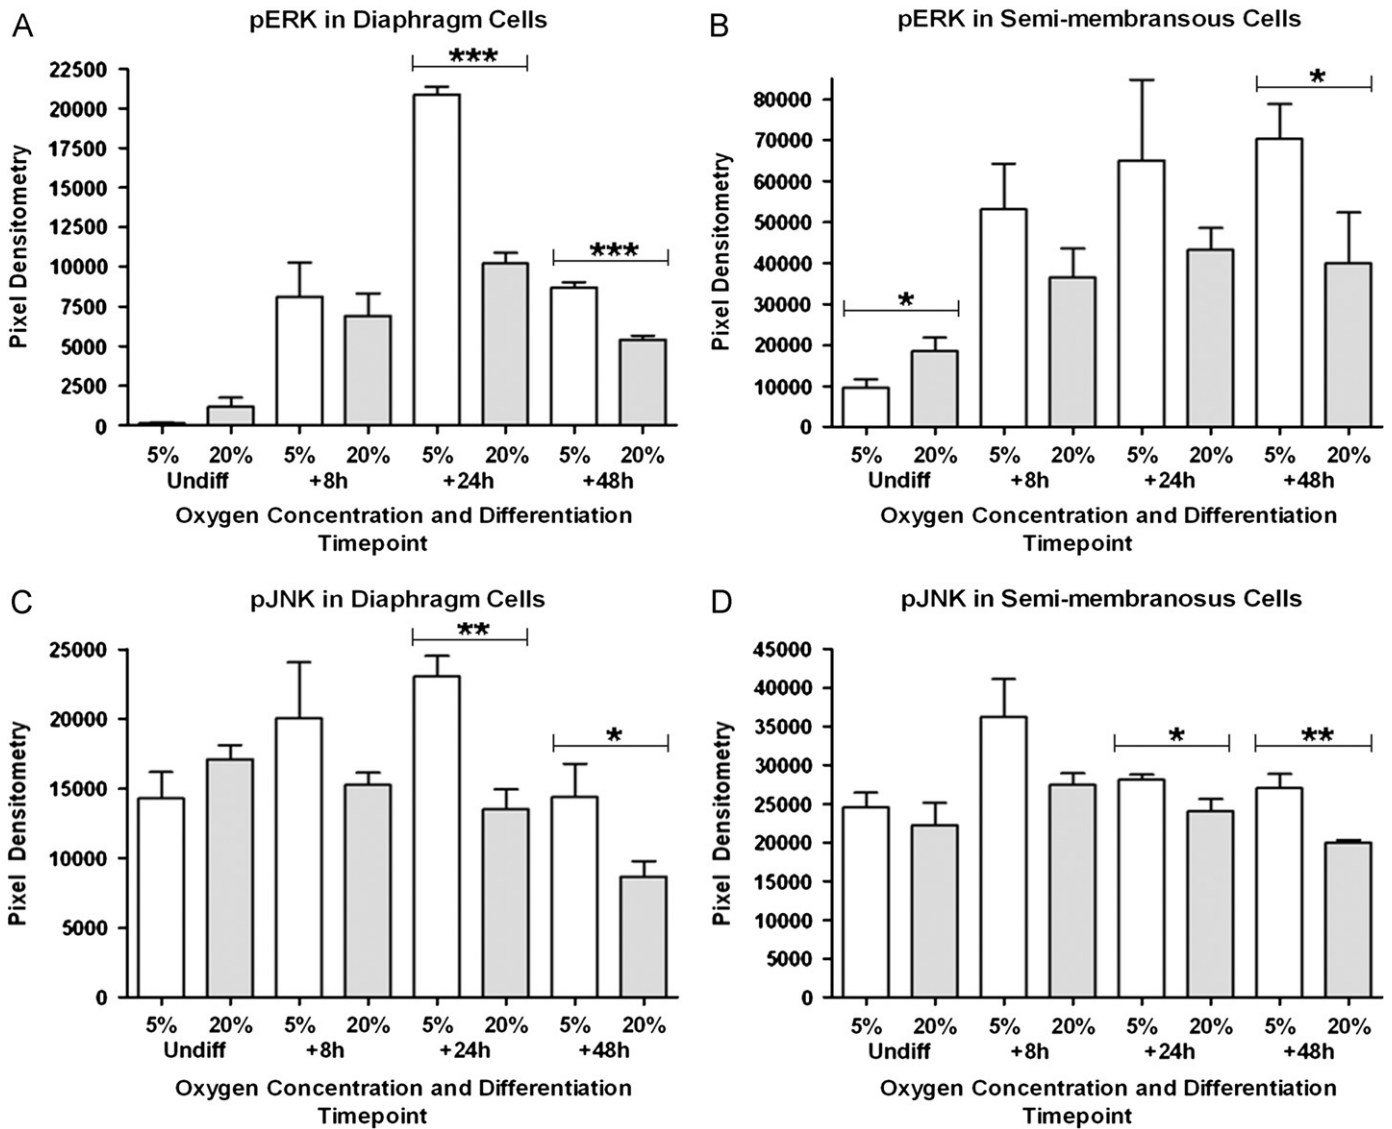 A
pERK in Diaphragm Cells
***
***
22500
20000
17500
15000
12500
10000
7500
5000
2500
0
Pixel Densitometry
5% 20% 5% 20% 5% 20% 5% 20%
Undiff +8h +24h +48h
Oxygen Concentration and Differentiation
Timepoint
B
pERK in Semi-membransous Cells
*
*
80000
70000
60000
50000
40000
30000
20000
10000
0
Pixel Densitometry
5% 20% 5% 20% 5% 20% 5% 20%
Undiff +8h +24h +48h
Oxygen Concentration and Differentiation
Timepoint
C
pJNK in Diaphragm Cells
**
*
25000
20000
15000
10000
5000
0
Pixel Densitometry
5% 20% 5% 20% 5% 20% 5% 20%
Undiff +8h +24h +48h
Oxygen Concentration and Differentiation
Timepoint
D
pJNK in Semi-membranosus Cells
*
**
45000
40000
35000
30000
25000
20000
15000
10000
5000
0
Pixel Densitometry
5% 20% 5% 20% 5% 20% 5% 20%
Undiff +8h +24h +48h
Oxygen Concentration and Differentiation
Timepoint